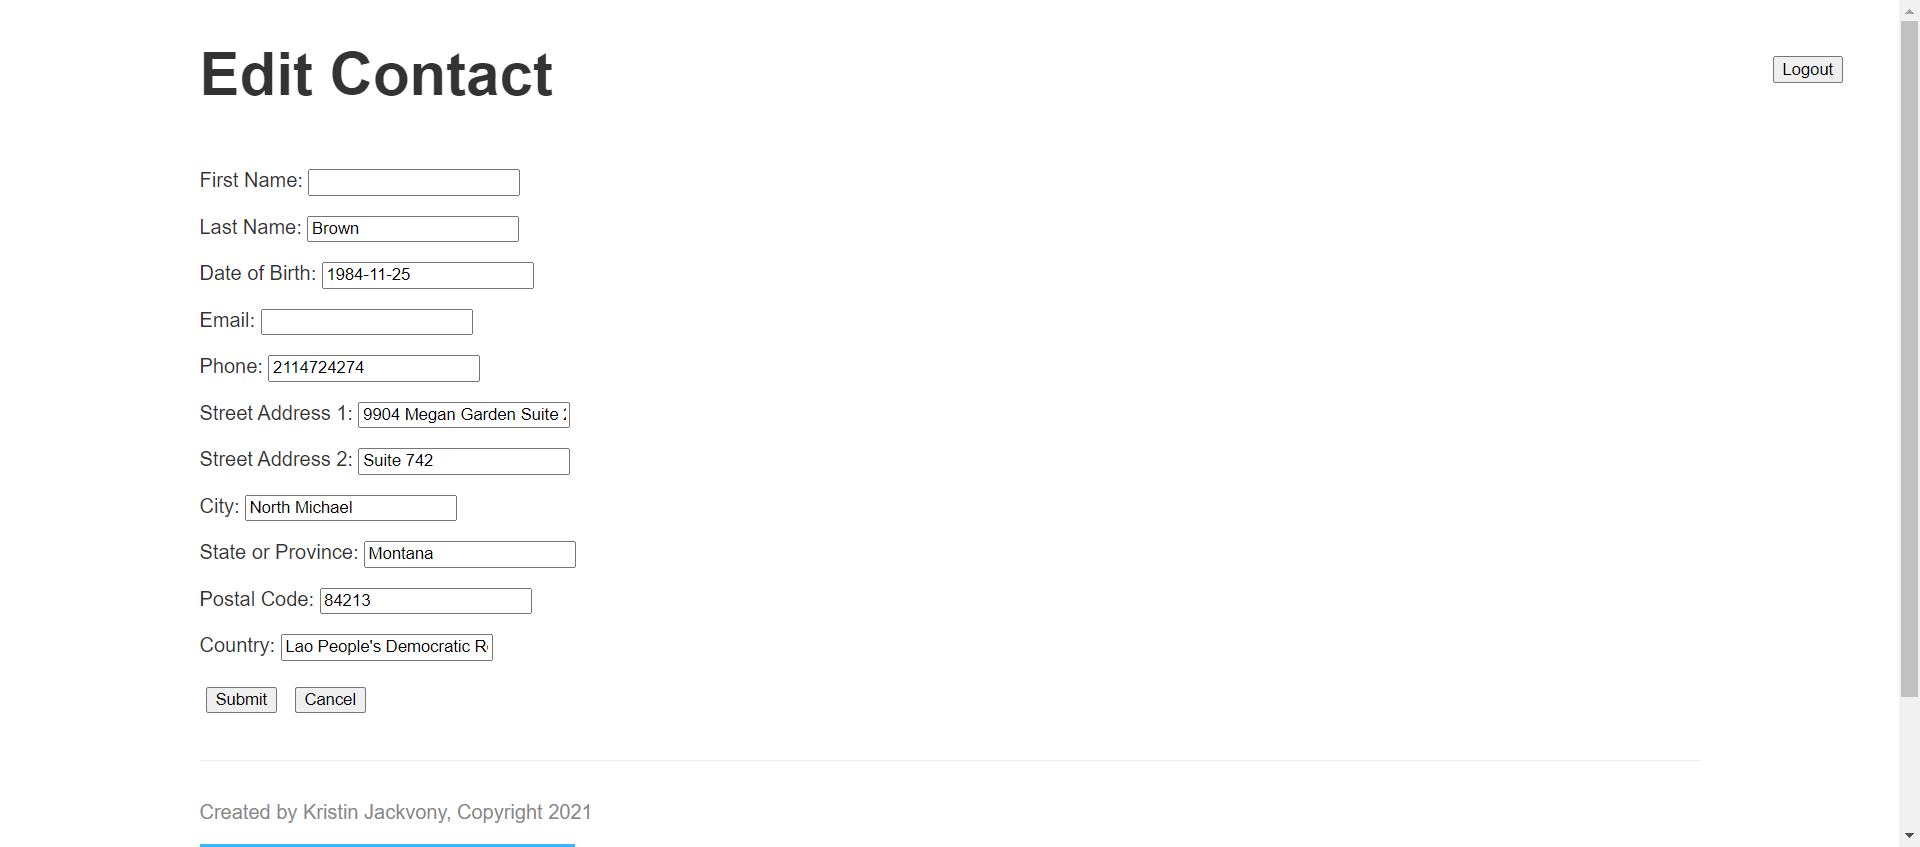 Edit Contact
Logout
First Name:
Last Name: Brown
Date of Birth: 1984-11-25
Email:
Phone: 2114724274
Street Address 1: 9904 Megan Garden Suite
Street Address 2: Suite 742
City: North Michael
State or Province: Montana
Postal Code: 84213
Country: Lao People's Democratic
Submit Cancel
Created by Kristin Jackvony, Copyright 2021